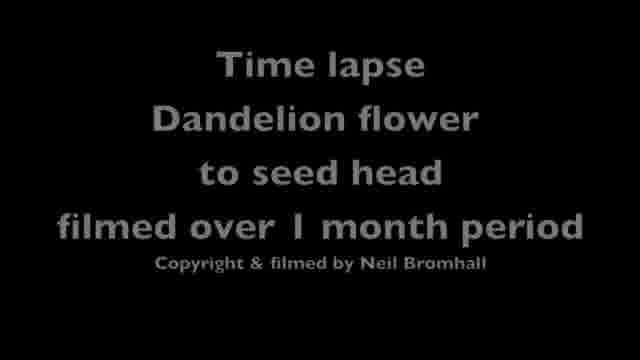 Time lapse
Dandelion flower
to seed head
filmed over 1 month period
Copyright & filmed by Neil Bromhall